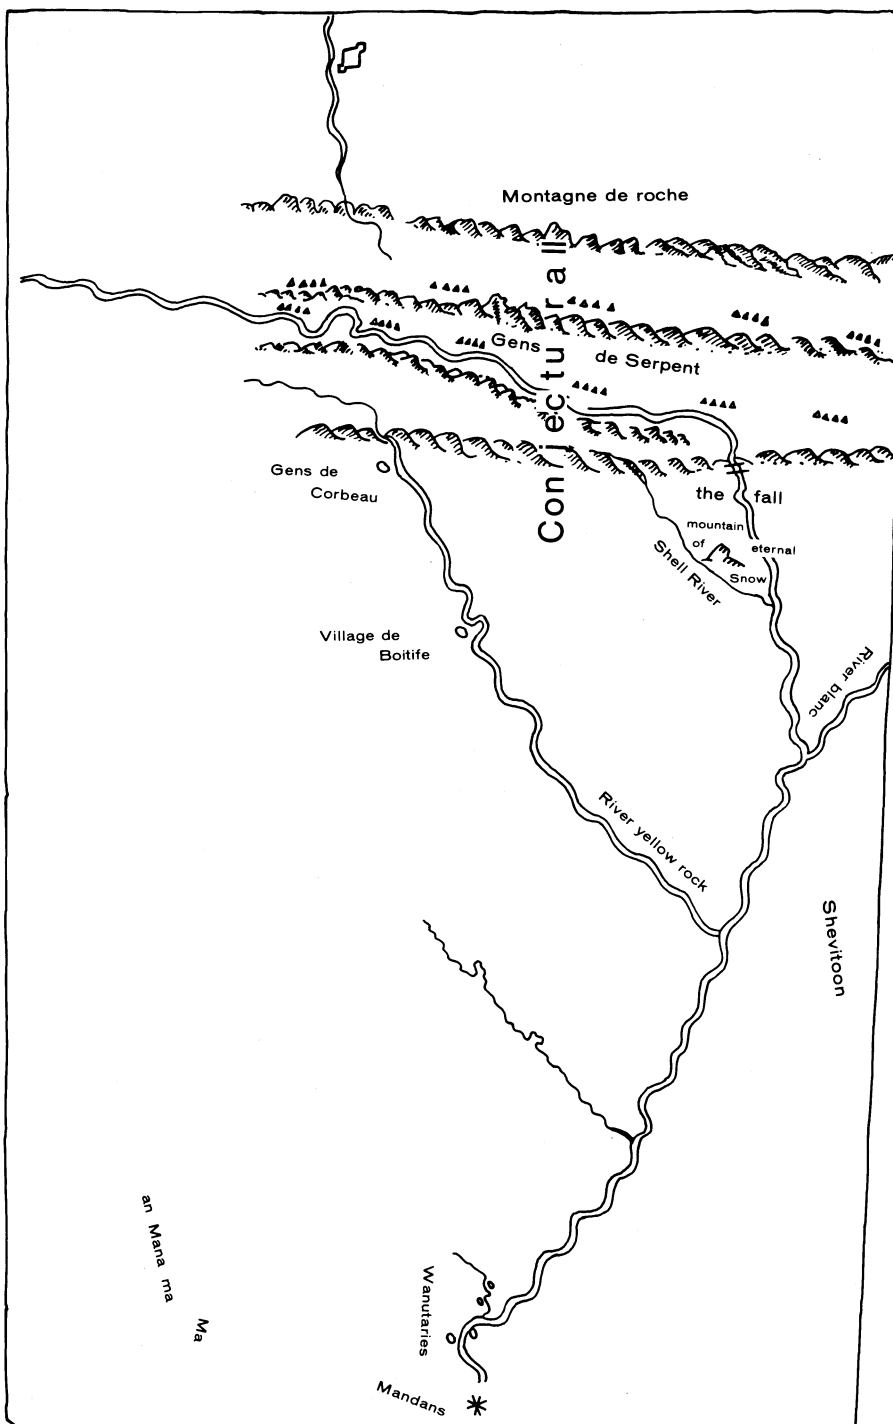 Montagne de roche
Conjecturall
Gens de Serpent
Gens de
Corbeau
the fall
mountain
of eternal
Snow
Shell River
Village de
Boitife
River blanc
River yellow rock
Shevitoon
an Mana ma
Ma
Wanutaries
Mandans